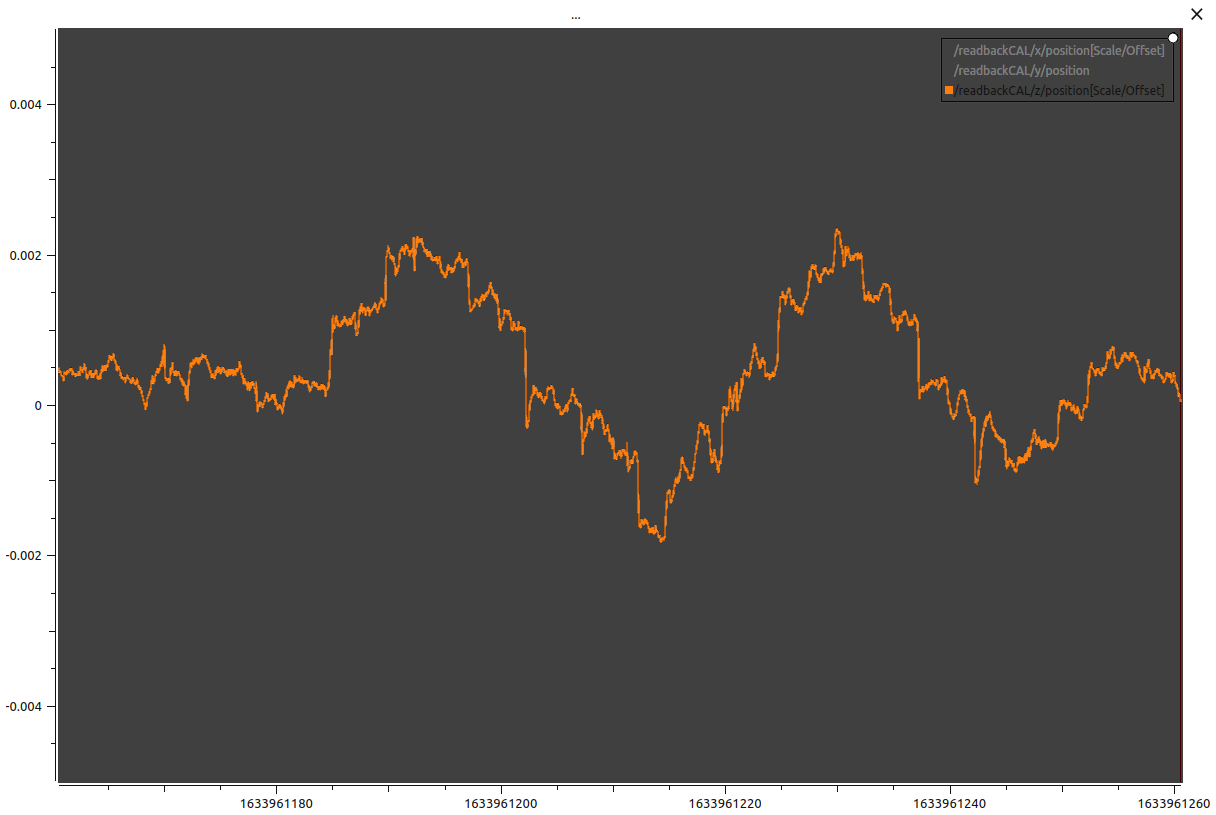 ...
/readbackCAL/x/position[Scale/Offset]
/readbackCAL/y/position
/readbackCAL/z/position[Scale/Offset]
0.004
0.002
0
-0.002
-0.004
1633961180 1633961200 1633961220 1633961240 1633961260